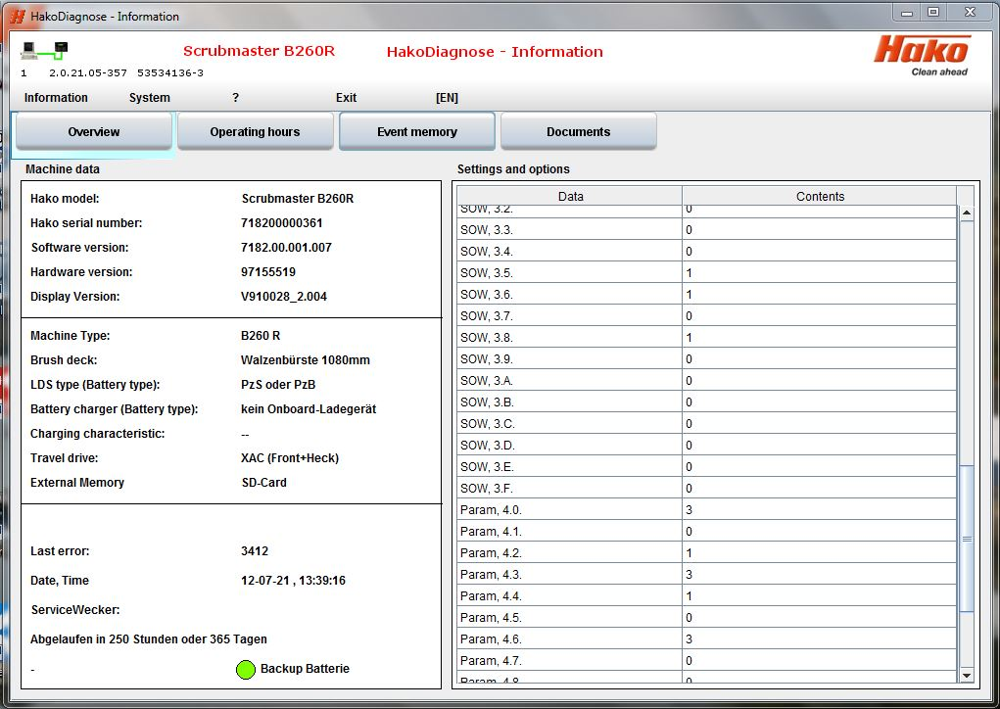 HakoDiagnose - Information
Scrubmaster B260R HakoDiagnose - Information
Hako
Clean ahead
1 2.0.21.05-357 53534136-3
Information System ? Exit [EN]
Overview Operating hours Event memory Documents
Machine data
Hako model: Scrubmaster B260R
Hako serial number: 718200000361
Software version: 7182.00.001.007
Hardware version: 97155519
Display Version: V910028_2.004
Machine Type: B260 R
Brush deck: Walzenbürste 1080mm
LDS type (Battery type): PzS oder PzB
Battery charger (Battery type): kein Onboard-Ladegerät
Charging characteristic: --
Travel drive: XAC (Front+Heck)
External Memory SD-Card
Last error: 3412
Date, Time 12-07-21 , 13:39:16
ServiceWecker:
Abgelaufen in 250 Stunden oder 365 Tagen
- Backup Batterie
Settings and options
Data Contents
SOW, 3.2. 0
SOW, 3.3. 0
SOW, 3.4. 0
SOW, 3.5. 1
SOW, 3.6. 1
SOW, 3.7. 0
SOW, 3.8. 1
SOW, 3.9. 0
SOW, 3.A. 0
SOW, 3.B. 0
SOW, 3.C. 0
SOW, 3.D. 0
SOW, 3.E. 0
SOW, 3.F. 0
Param, 4.0. 3
Param, 4.1. 0
Param, 4.2. 1
Param, 4.3. 3
Param, 4.4. 1
Param, 4.5. 0
Param, 4.6. 3
Param, 4.7. 0
Param, 4.8. 0